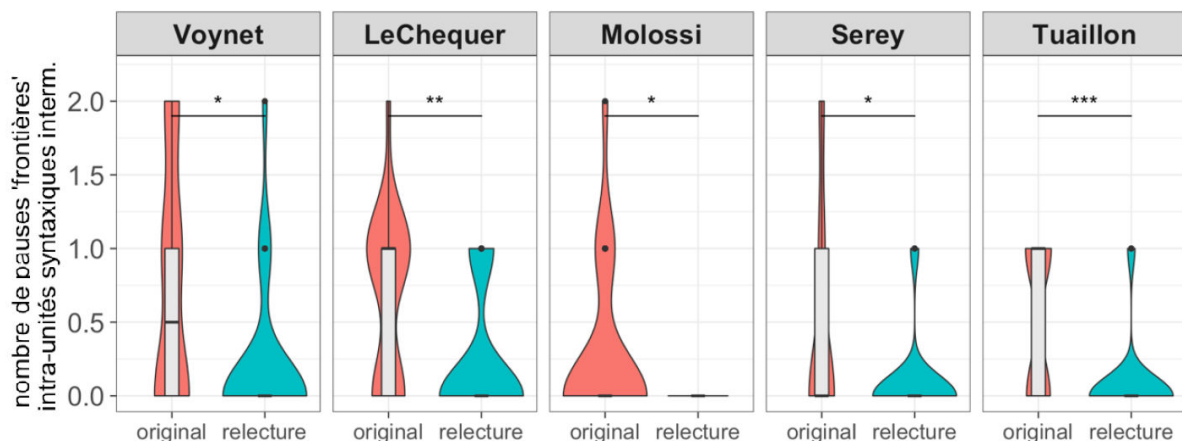 Voynet LeChequer Molossi Serey Tuaillon
nombre de pauses 'frontières'
intra-unités syntaxiques interm.
* ** * * ***
2.0
1.5
1.0
0.5
0.0
original relecture original relecture original relecture original relecture original relecture